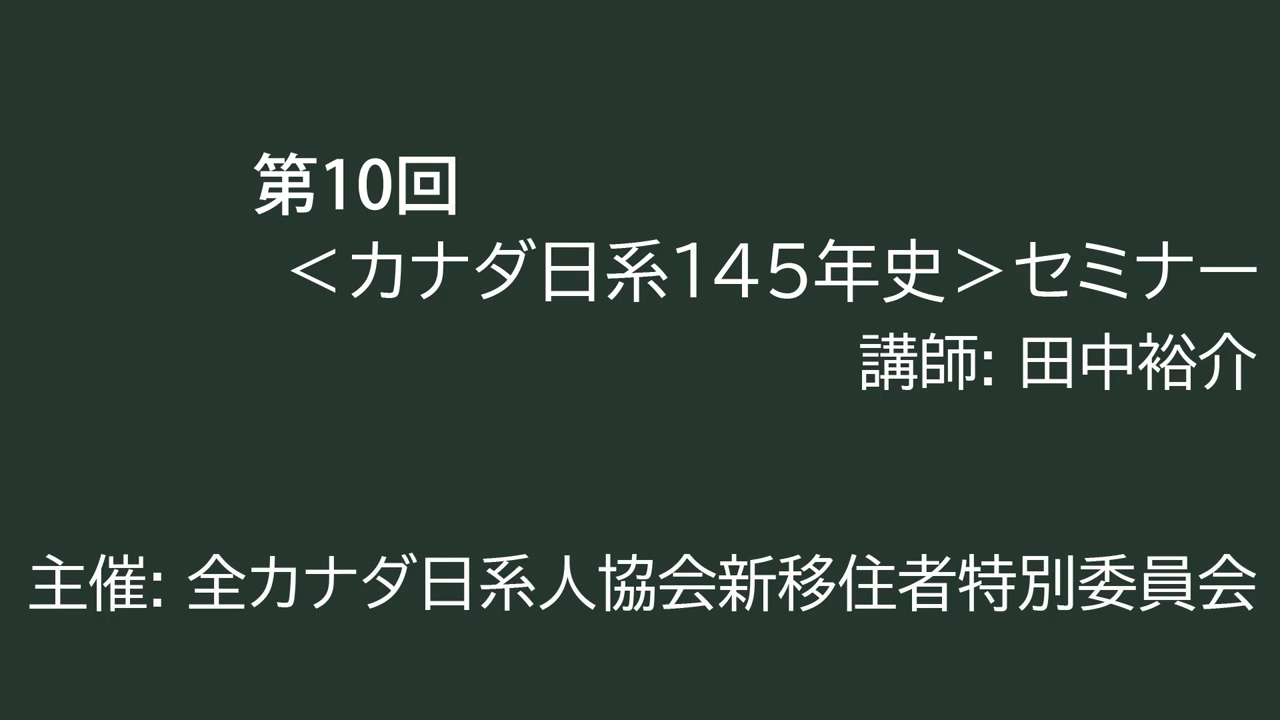 第10回
＜カナダ日系１４５年史＞セミナー
講師: 田中裕介
主催: 全カナダ日系人協会新移住者特別委員会